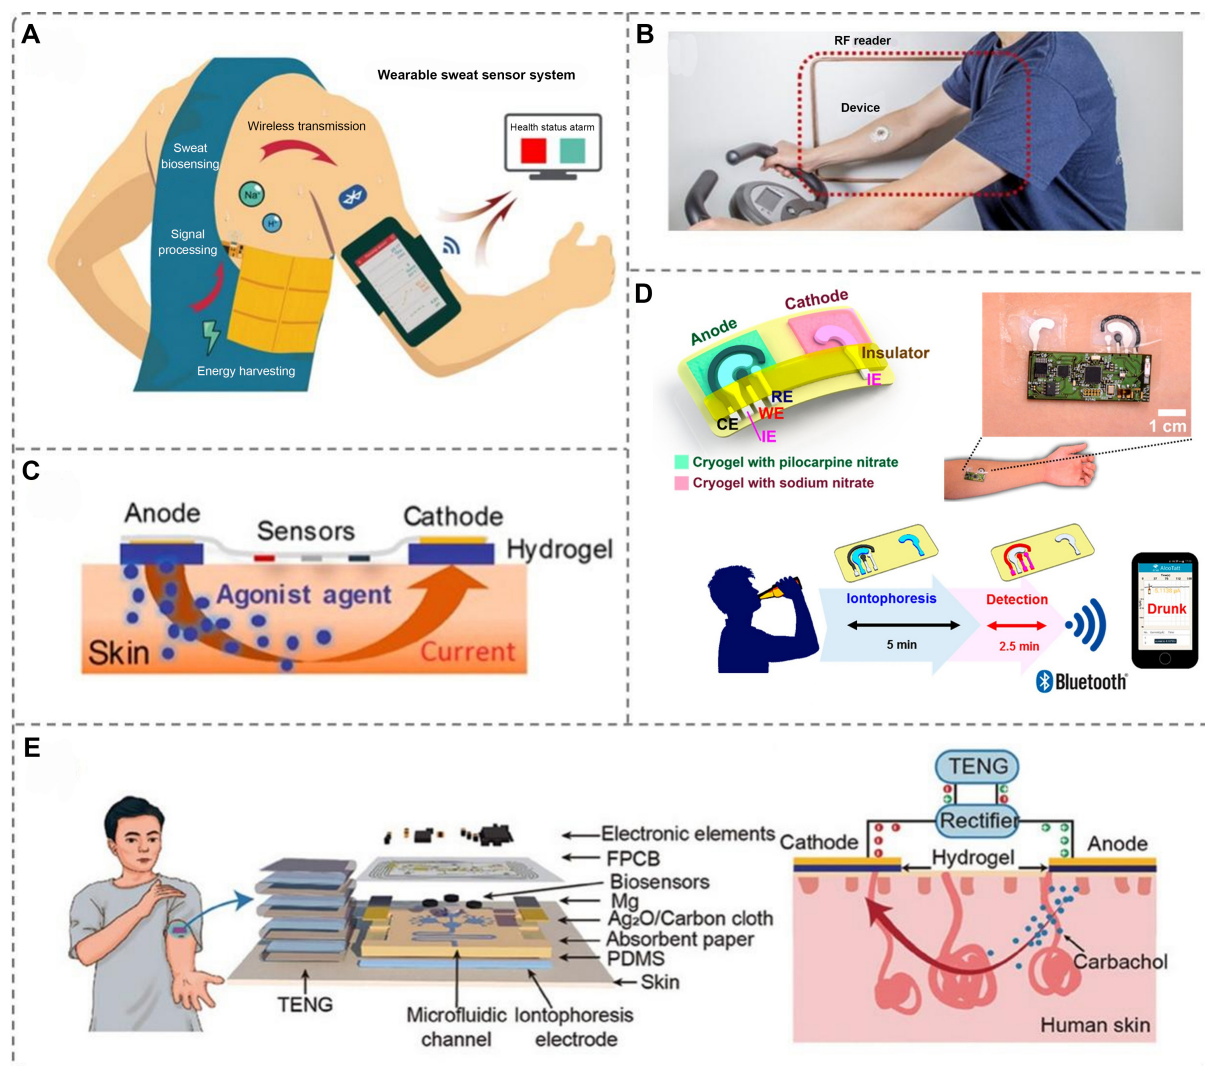 A
Wearable sweat sensor system
Wireless transmission
Health status atarm
Sweat
biosensing
Na⁺
H⁺
Signal
processing
Energy harvesting
B
RF reader
Device
C
Anode
Sensors
Cathode
Hydrogel
Agonist agent
Skin
Current
D
Anode
Cathode
Insulator
IE
RE
WE
CE
IE
Cryogel with pilocarpine nitrate
Cryogel with sodium nitrate
1 cm
Iontophoresis
5 min
Detection
2.5 min
Bluetooth
Drunk
E
Electronic elements
FPCB
Biosensors
Mg
Ag₂O/Carbon cloth
Absorbent paper
PDMS
Skin
TENG
Microfluidic
channel
Iontophoresis
electrode
TENG
Rectifier
Cathode
Anode
Hydrogel
Carbachol
Human skin